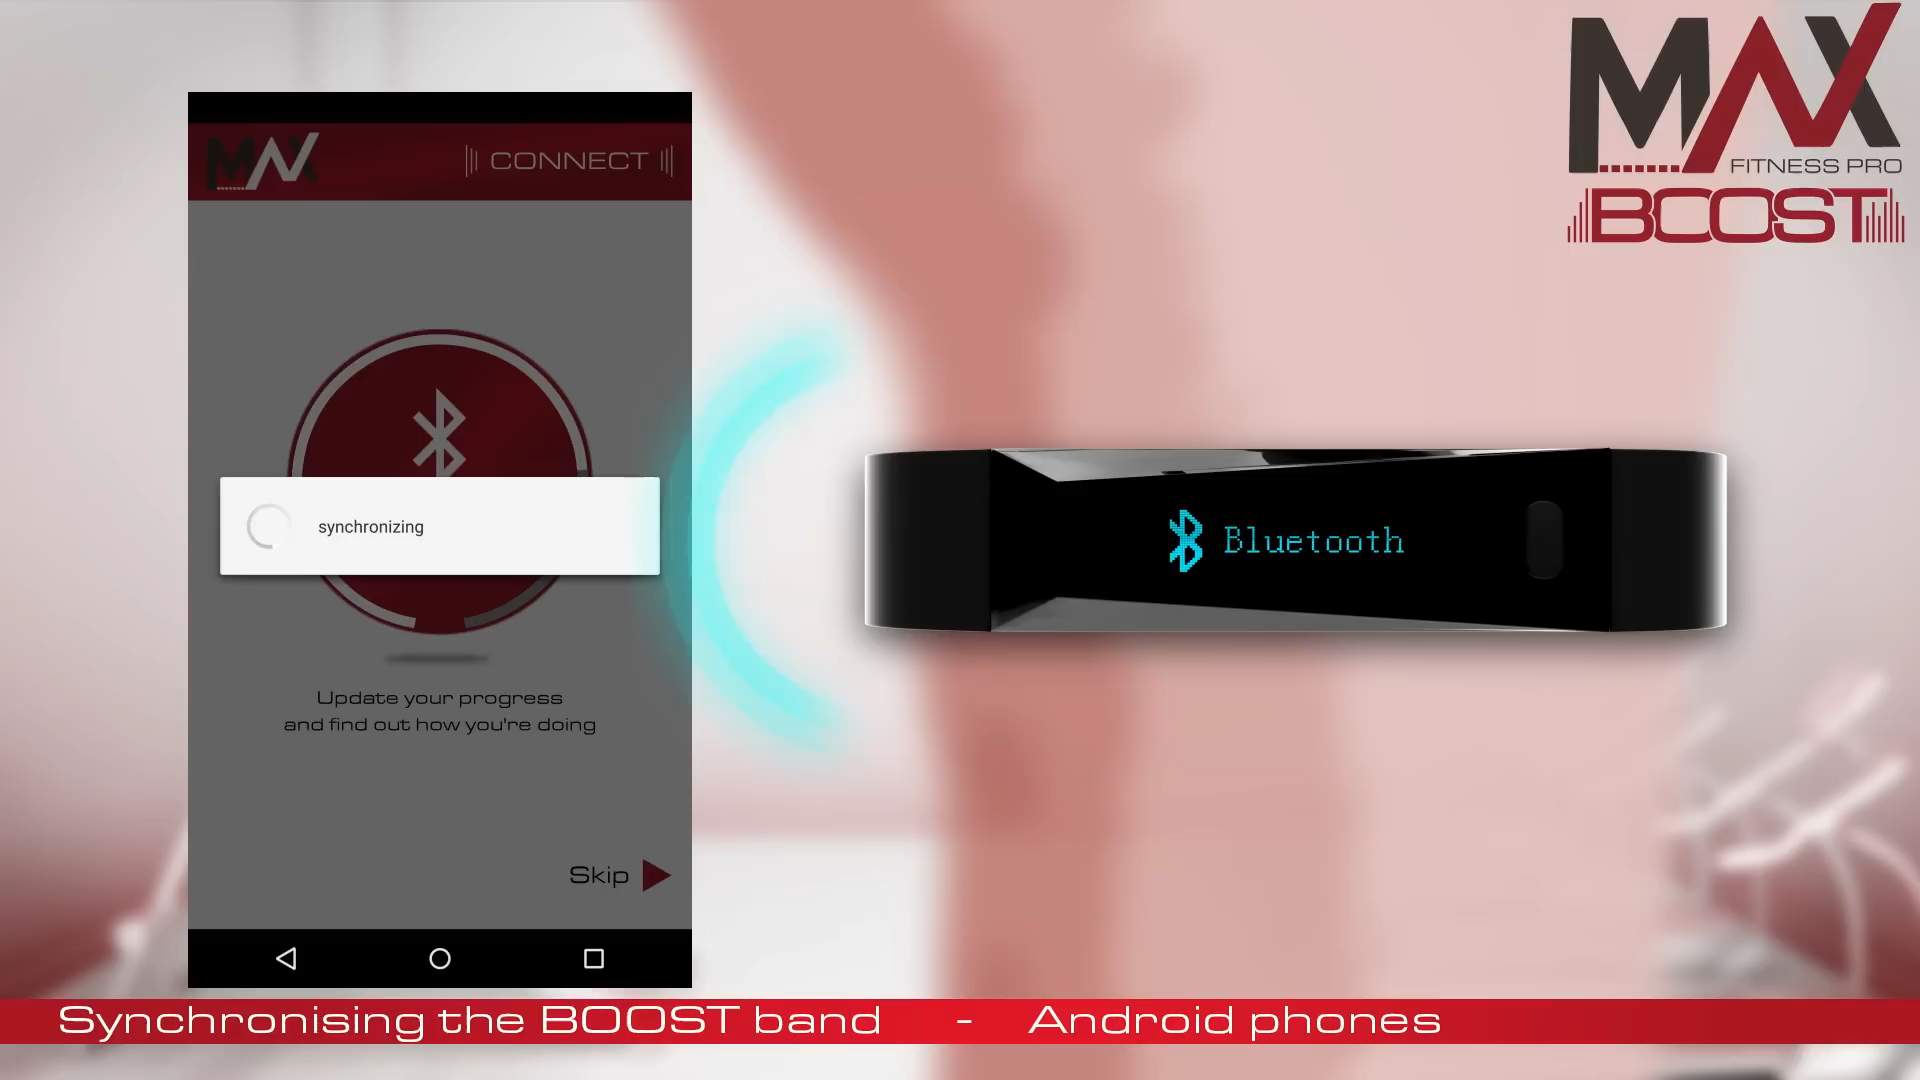 MAX
FITNESS PRO
BOOST
MAX
CONNECT
synchronizing
Update your progress
and find out how you're doing
Skip
Bluetooth
Synchronising the BOOST band - Android phones